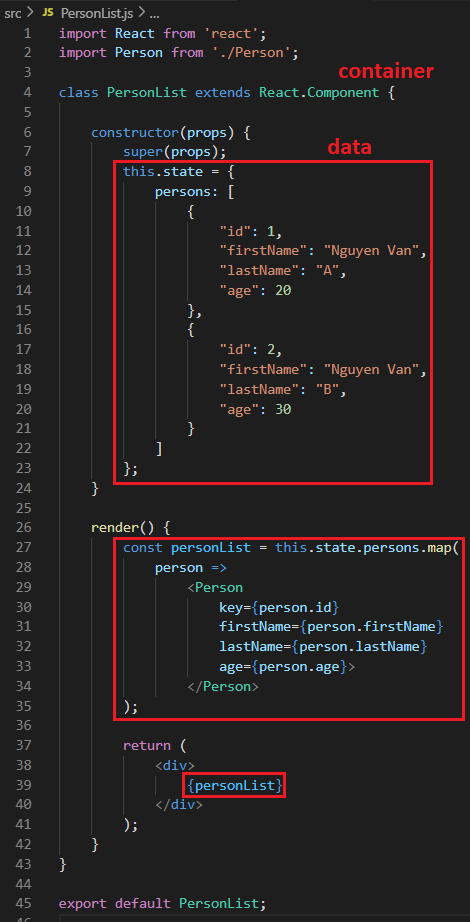 src > JS PersonList.js > ...
1 import React from 'react';
2 import Person from './Person';
3
container
4 class PersonList extends React.Component {
5
6 constructor(props) {
7 super(props);
data
8 this.state = {
9 persons: [
10 {
11 "id": 1,
12 "firstName": "Nguyen Van",
13 "lastName": "A",
14 "age": 20
15 },
16 {
17 "id": 2,
18 "firstName": "Nguyen Van",
19 "lastName": "B",
20 "age": 30
21 }
22 ]
23 };
24 }
25
26 render() {
27 const personList = this.state.persons.map(
28 person =>
29 <Person
30 key={person.id}
31 firstName={person.firstName}
32 lastName={person.lastName}
33 age={person.age}>
34 </Person>
35 );
36
37 return (
38 <div>
39 {personList}
40 </div>
41 );
42 }
43 }
44
45 export default PersonList;
46